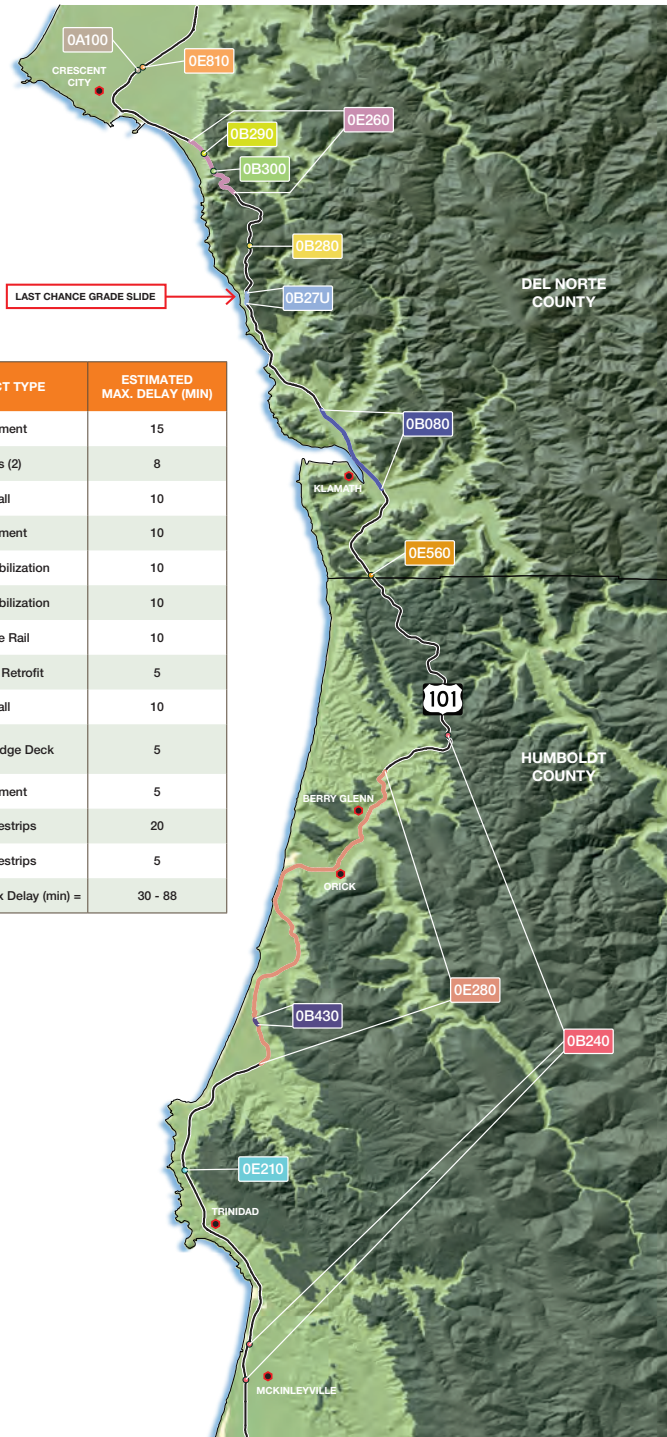 0A100
0E810
CRESCENT
CITY
0E260
0B290
0B300
0B280
DEL NORTE
COUNTY
LAST CHANCE GRADE SLIDE
0B27U
CT TYPE ESTIMATED
MAX. DELAY (MIN)
ment 15
s (2) 8
all 10
ment 10
bilization 10
bilization 10
e Rail 10
Retrofit 5
all 10
dge Deck 5
ment 5
estrips 20
estrips 5
x Delay (min) = 30 - 88
0B080
KLAMATH
0E560
101
HUMBOLDT
COUNTY
BERRY GLENN
ORICK
0E280
0B430
0B240
0E210
TRINIDAD
MCKINLEYVILLE